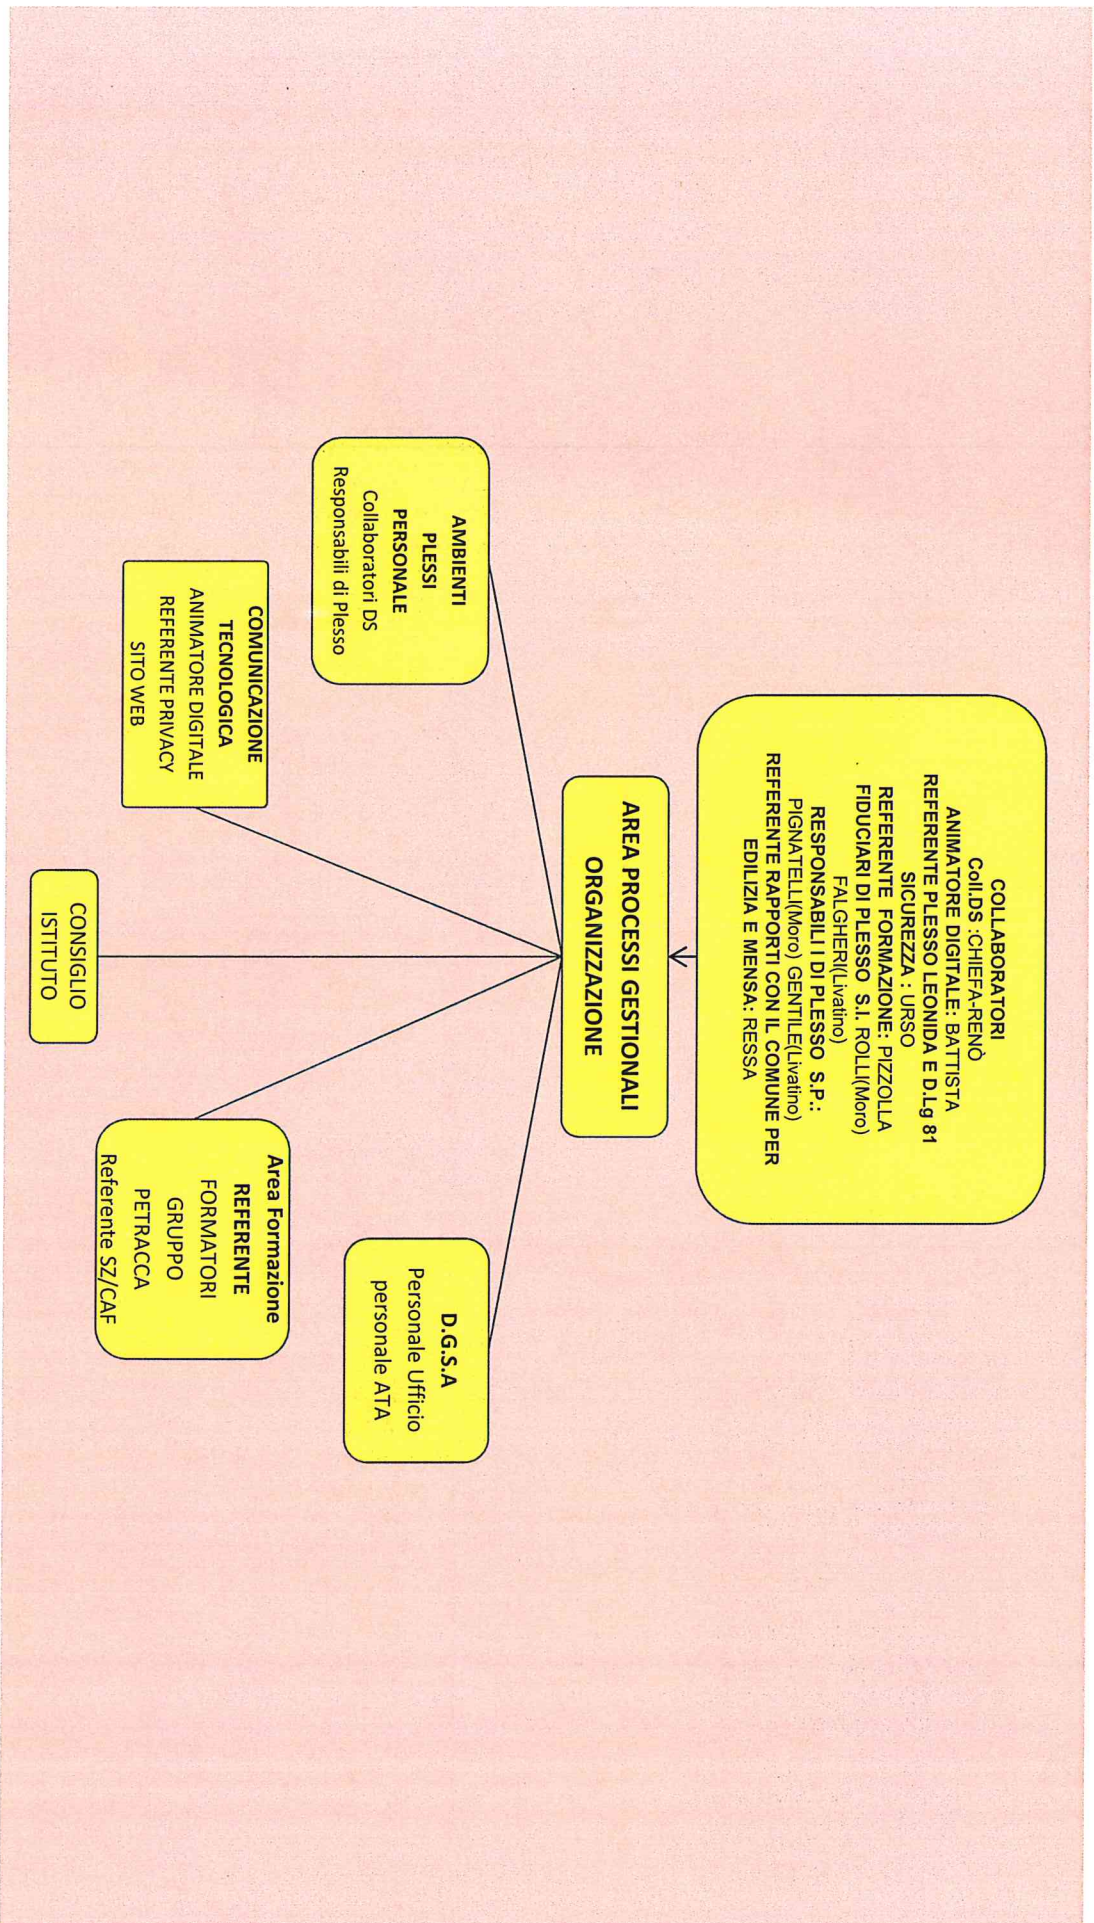 COLLABORATORI
Coll.DS :CHIEFA-RENÒ
ANIMATORE DIGITALE: BATTISTA
REFERENTE PLESSO LEONIDA E D.Lg 81
SICUREZZA : URSO
REFERENTE FORMAZIONE: PIZZOLLA
FIDUCIARI DI PLESSO S.I. ROLLI(Moro)
FALGHERI(Livatino)
RESPONSABILI I DI PLESSO S.P.:
PIGNATELLI(Moro) GENTILE(Livatino)
REFERENTE RAPPORTI CON IL COMUNE PER
EDILIZIA E MENSA: RESSA
AREA PROCESSI GESTIONALI
ORGANIZZAZIONE
AMBIENTI
PLESSI
PERSONALE
Collaboratori DS
Responsabili di Plesso
COMUNICAZIONE
TECNOLOGICA
ANIMATORE DIGITALE
REFERENTE PRIVACY
SITO WEB
CONSIGLIO
ISTITUTO
Area Formazione
REFERENTE
FORMATORI
GRUPPO
PETRACCA
Referente SZ/CAF
D.G.S.A
Personale Ufficio
personale ATA